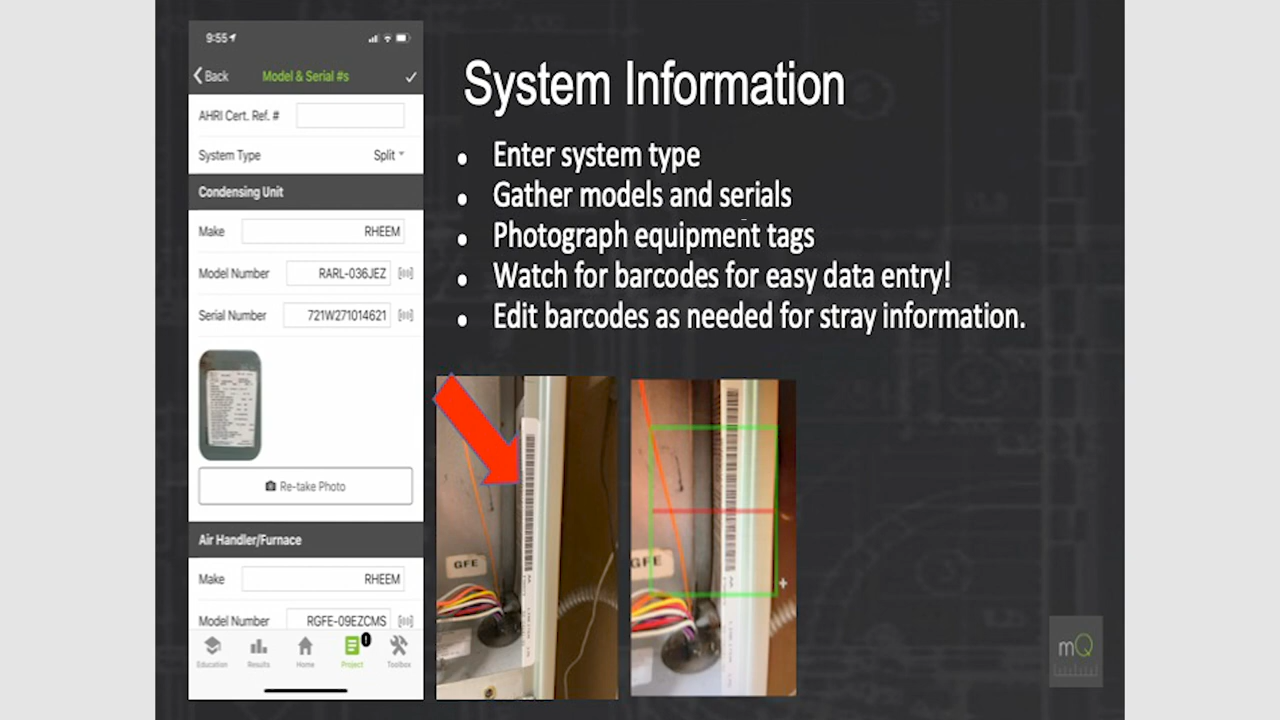 9:55
Back
Model & Serial #s
AHRI Cert. Ref. #
System Type
Split
Condensing Unit
Make
RHEEM
Model Number
RARL-036JEZ
Serial Number
721W271014621
Re-take Photo
Air Handler/Furnace
Make
RHEEM
Model Number
RGFE-09EZCMS
Education
Results
Home
Project
Toolbox
System Information
• Enter system type
• Gather models and serials
• Photograph equipment tags
• Watch for barcodes for easy data entry!
• Edit barcodes as needed for stray information.
GFE
GFE
mQ